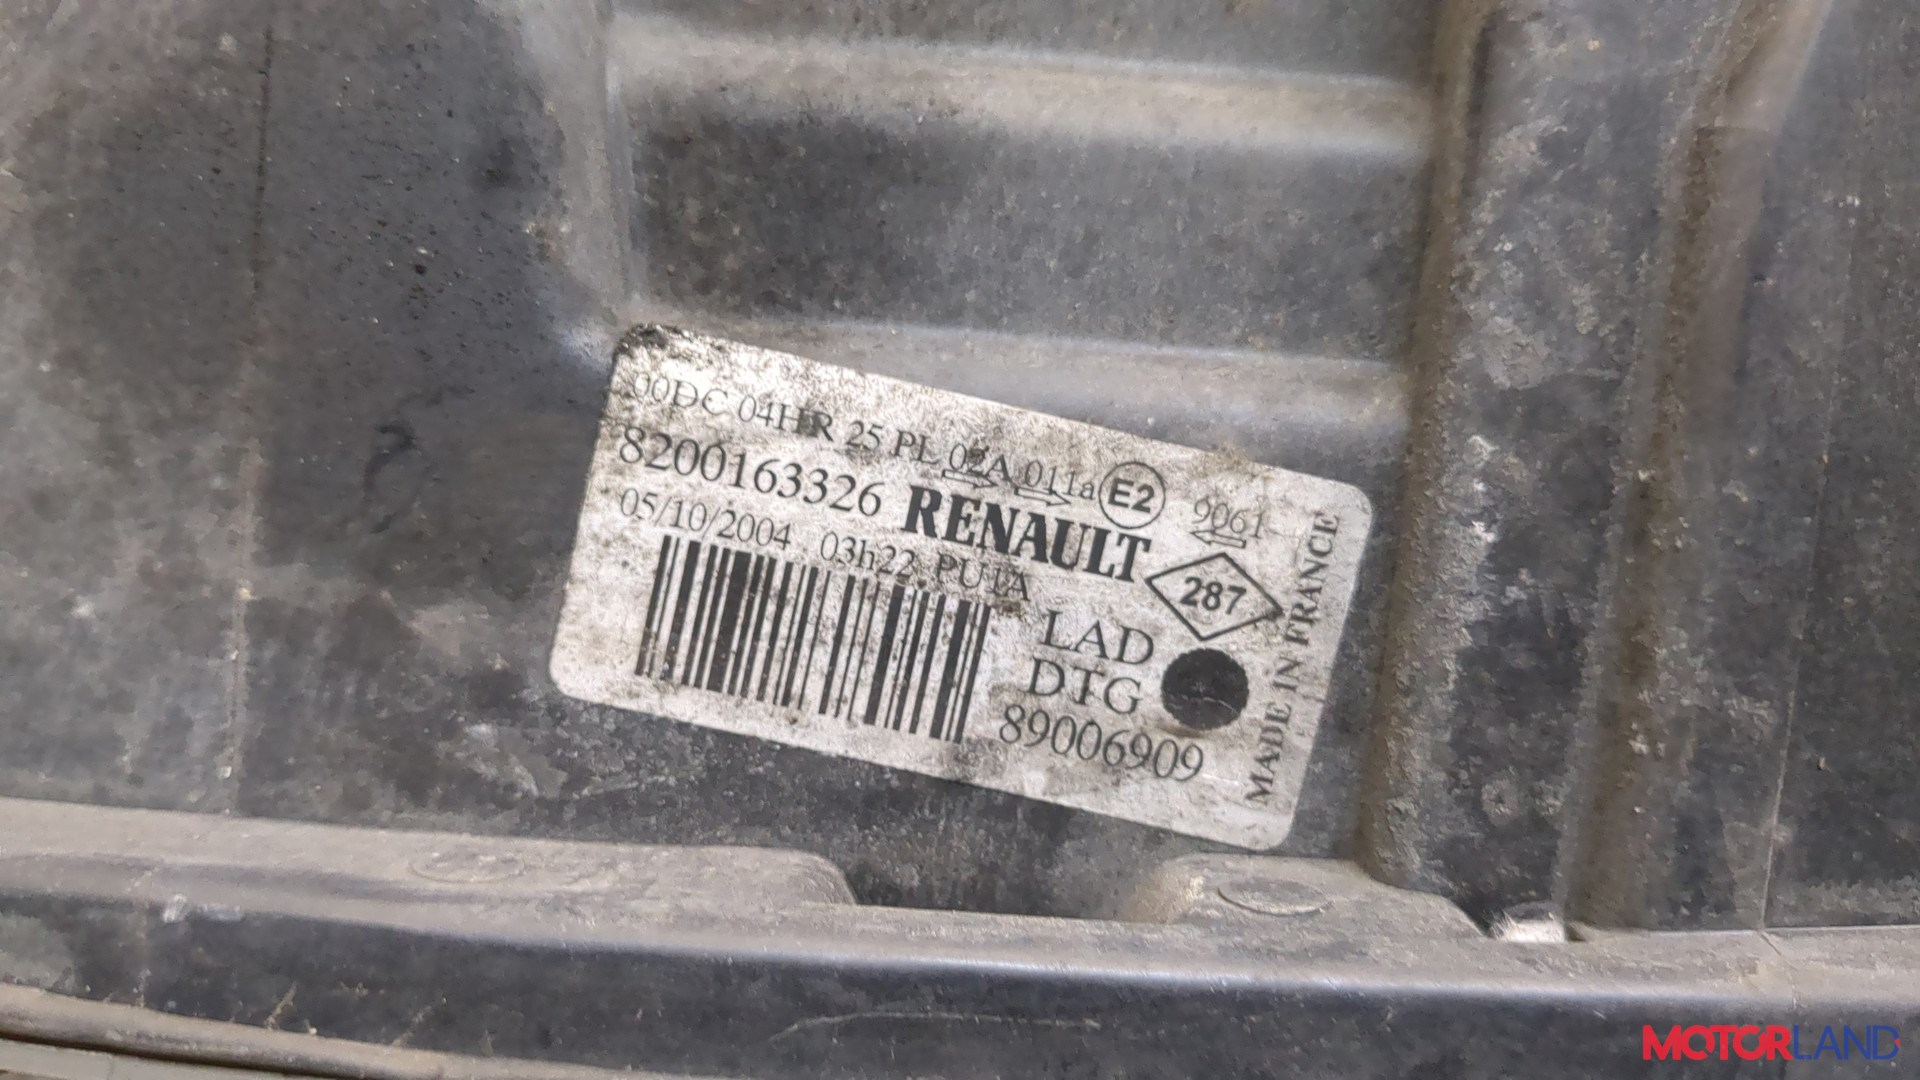 00DC 04HR 25 PL 02A 011a E2 9061
8200163326 RENAULT
05/10/2004 03h22 PU1A
287
LAD
DTG
89006909
MADE IN FRANCE
MOTORLAND